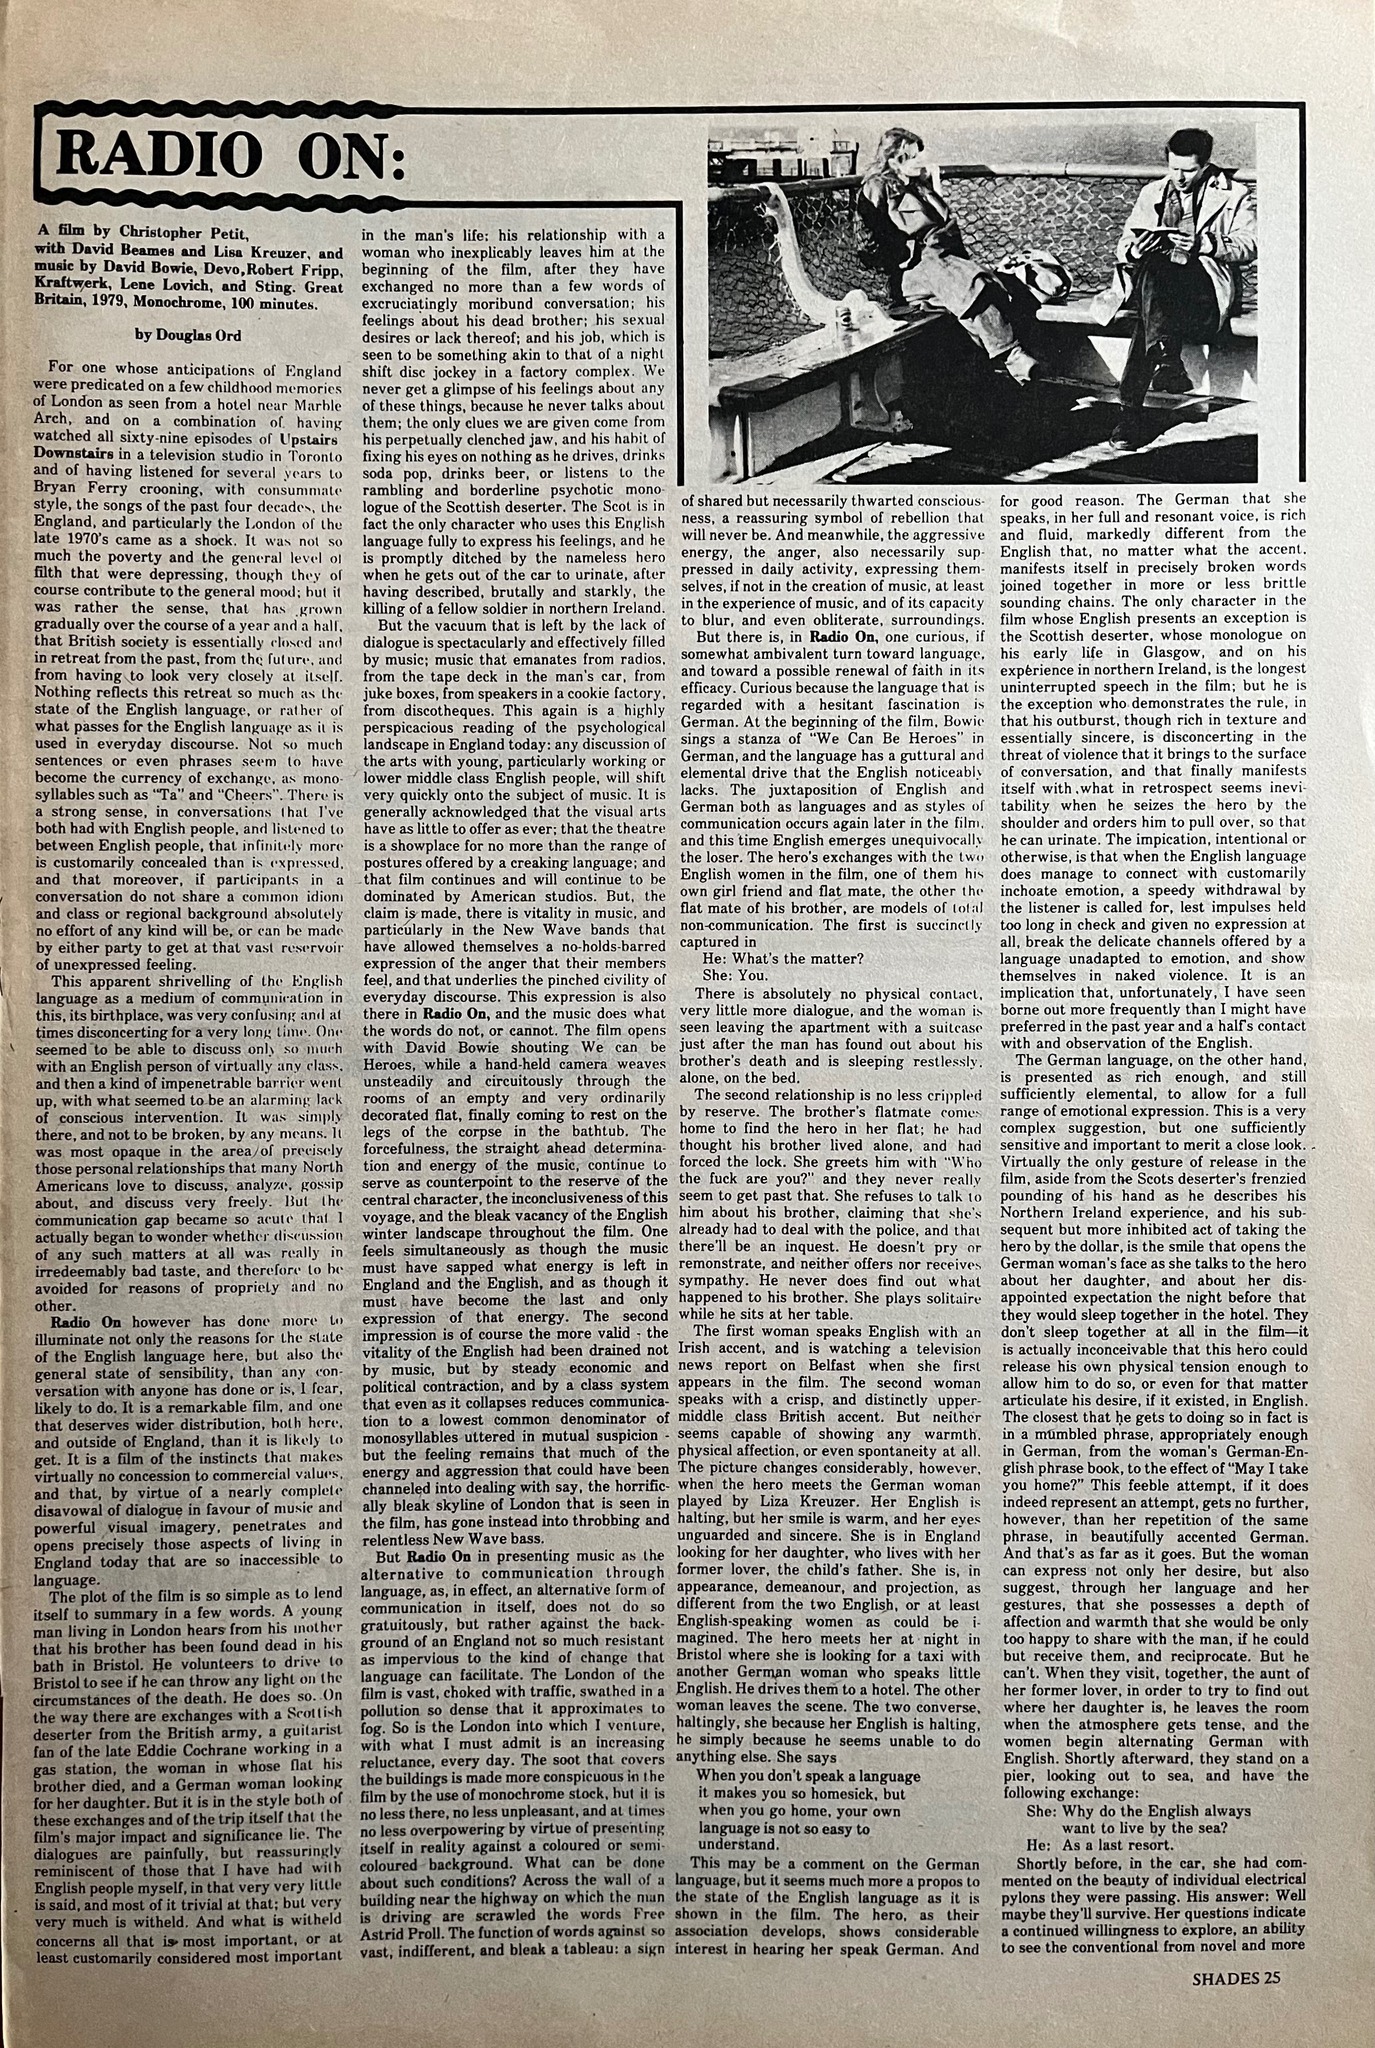 RADIO ON:
A film by Christopher Petit,
with David Beames and Lisa Kreuzer, and
music by David Bowie, Devo,Robert Fripp,
Kraftwerk, Lene Lovich, and Sting. Great
Britain, 1979, Monochrome, 100 minutes.
by Douglas Ord
For one whose anticipations of England
were predicated on a few childhood memories
of London as seen from a hotel near Marble
Arch, and on a combination of having
watched all sixty-nine episodes of Upstairs
Downstairs in a television studio in Toronto
and of having listened for several years to
Bryan Ferry crooning, with consummate
style, the songs of the past four decades, the
England, and particularly the London of the
late 1970's came as a shock. It was not so
much the poverty and the general level of
filth that were depressing, though they of
course contribute to the general mood; but it
was rather the sense, that has grown
gradually over the course of a year and a half,
that British society is essentially closed and
in retreat from the past, from the future, and
from having to look very closely at itself.
Nothing reflects this retreat so much as the
state of the English language, or rather of
what passes for the English language as it is
used in everyday discourse. Not so much
sentences or even phrases seem to have
become the currency of exchange, as mono-
syllables such as "Ta" and "Cheers". There is
a strong sense, in conversations that I've
both had with English people, and listened to
between English people, that infinitely more
is customarily concealed than is expressed,
and that moreover, if participants in a
conversation do not share a common idiom
and class or regional background absolutely
no effort of any kind will be, or can be made
by either party to get at that vast reservoir
of unexpressed feeling.
This apparent shrivelling of the English
language as a medium of communication in
this, its birthplace, was very confusing and at
times disconcerting for a very long time. One
seemed to be able to discuss only so much
with an English person of virtually any class,
and then a kind of impenetrable barrier went
up, with what seemed to be an alarming lack
of conscious intervention. It was simply
there, and not to be broken, by any means. It
was most opaque in the area of precisely
those personal relationships that many North
Americans love to discuss, analyze, gossip
about, and discuss very freely. But the
communication gap became so acute that I
actually began to wonder whether discussion
of any such matters at all was really in
irredeemably bad taste, and therefore to be
avoided for reasons of propriety and no
other.
Radio On however has done more to
illuminate not only the reasons for the state
of the English language here, but also the
general state of sensibility, than any con-
versation with anyone has done or is, I fear,
likely to do. It is a remarkable film, and one
that deserves wider distribution, both here,
and outside of England, than it is likely to
get. It is a film of the instincts that makes
virtually no concession to commercial values,
and that, by virtue of a nearly complete
disavowal of dialogue in favour of music and
powerful visual imagery, penetrates and
opens precisely those aspects of living in
England today that are so inaccessible to
language.
The plot of the film is so simple as to lend
itself to summary in a few words. A young
man living in London hears from his mother
that his brother has been found dead in his
bath in Bristol. He volunteers to drive to
Bristol to see if he can throw any light on the
circumstances of the death. He does so. On
the way there are exchanges with a Scottish
deserter from the British army, a guitarist
fan of the late Eddie Cochrane working in a
gas station, the woman in whose flat his
brother died, and a German woman looking
for her daughter. But it is in the style both of
these exchanges and of the trip itself that the
film's major impact and significance lie. The
dialogues are painfully, but reassuringly
reminiscent of those that I have had with
English people myself, in that very very little
is said, and most of it trivial at that; but very
very much is witheld. And what is witheld
concerns all that is most important, or at
least customarily considered most important
in the man's life: his relationship with a
woman who inexplicably leaves him at the
beginning of the film, after they have
exchanged no more than a few words of
excruciatingly moribund conversation; his
feelings about his dead brother; his sexual
desires or lack thereof; and his job, which is
seen to be something akin to that of a night
shift disc jockey in a factory complex. We
never get a glimpse of his feelings about any
of these things, because he never talks about
them; the only clues we are given come from
his perpetually clenched jaw, and his habit of
fixing his eyes on nothing as he drives, drinks
soda pop, drinks beer, or listens to the
rambling and borderline psychotic mono-
logue of the Scottish deserter. The Scot is in
fact the only character who uses this English
language fully to express his feelings, and he
is promptly ditched by the nameless hero
when he gets out of the car to urinate, after
having described, brutally and starkly, the
killing of a fellow soldier in northern Ireland.
But the vacuum that is left by the lack of
dialogue is spectacularly and effectively filled
by music; music that emanates from radios,
from the tape deck in the man's car, from
juke boxes, from speakers in a cookie factory,
from discotheques. This again is a highly
perspicacious reading of the psychological
landscape in England today: any discussion of
the arts with young, particularly working or
lower middle class English people, will shift
very quickly onto the subject of music. It is
generally acknowledged that the visual arts
have as little to offer as ever; that the theatre
is a showplace for no more than the range of
postures offered by a creaking language; and
that film continues and will continue to be
dominated by American studios. But, the
claim is made, there is vitality in music, and
particularly in the New Wave bands that
have allowed themselves a no-holds-barred
expression of the anger that their members
feel, and that underlies the pinched civility of
everyday discourse. This expression is also
there in Radio On, and the music does what
the words do not, or cannot. The film opens
with David Bowie shouting We can be
Heroes, while a hand-held camera weaves
unsteadily and circuitously through the
rooms of an empty and very ordinarily
decorated flat, finally coming to rest on the
legs of the corpse in the bathtub. The
forcefulness, the straight ahead determina-
tion and energy of the music, continue to
serve as counterpoint to the reserve of the
central character, the inconclusiveness of this
voyage, and the bleak vacancy of the English
winter landscape throughout the film. One
feels simultaneously as though the music
must have sapped what energy is left in
England and the English, and as though it
must have become the last and only
expression of that energy. The second
impression is of course the more valid - the
vitality of the English had been drained not
by music, but by steady economic and
political contraction, and by a class system
that even as it collapses reduces communica-
tion to a lowest common denominator of
monosyllables uttered in mutual suspicion -
but the feeling remains that much of the
energy and aggression that could have been
channeled into dealing with say, the horrific-
ally bleak skyline of London that is seen in
the film, has gone instead into throbbing and
relentless New Wave bass.
But Radio On in presenting music as the
alternative to communication through
language, as, in effect, an alternative form of
communication in itself, does not do so
gratuitously, but rather against the back-
ground of an England not so much resistant
as impervious to the kind of change that
language can facilitate. The London of the
film is vast, choked with traffic, swathed in a
pollution so dense that it approximates to
fog. So is the London into which I venture,
with what I must admit is an increasing
reluctance, every day. The soot that covers
the buildings is made more conspicuous in the
film by the use of monochrome stock, but it is
no less there, no less unpleasant, and at times
no less overpowering by virtue of presenting
itself in reality against a coloured or semi-
coloured background. What can be done
about such conditions? Across the wall of a
building near the highway on which the man
is driving are scrawled the words Free
Astrid Proll. The function of words against so
vast, indifferent, and bleak a tableau: a sign
of shared but necessarily thwarted conscious-
ness, a reassuring symbol of rebellion that
will never be. And meanwhile, the aggressive
energy, the anger, also necessarily sup-
pressed in daily activity, expressing them-
selves, if not in the creation of music, at least
in the experience of music, and of its capacity
to blur, and even obliterate, surroundings.
But there is, in Radio On, one curious, if
somewhat ambivalent turn toward language,
and toward a possible renewal of faith in its
efficacy. Curious because the language that is
regarded with a hesitant fascination is
German. At the beginning of the film, Bowie
sings a stanza of "We Can Be Heroes" in
German, and the language has a guttural and
elemental drive that the English noticeably
lacks. The juxtaposition of English and
German both as languages and as styles of
communication occurs again later in the film,
and this time English emerges unequivocally
the loser. The hero's exchanges with the two
English women in the film, one of them his
own girl friend and flat mate, the other the
flat mate of his brother, are models of total
non-communication. The first is succinctly
captured in
He: What's the matter?
She: You.
There is absolutely no physical contact,
very little more dialogue, and the woman is
seen leaving the apartment with a suitcase
just after the man has found out about his
brother's death and is sleeping restlessly,
alone, on the bed.
The second relationship is no less crippled
by reserve. The brother's flatmate comes
home to find the hero in her flat; he had
thought his brother lived alone, and had
forced the lock. She greets him with "Who
the fuck are you?" and they never really
seem to get past that. She refuses to talk to
him about his brother, claiming that she's
already had to deal with the police, and that
there'll be an inquest. He doesn't pry or
remonstrate, and neither offers nor receives
sympathy. He never does find out what
happened to his brother. She plays solitaire
while he sits at her table.
The first woman speaks English with an
Irish accent, and is watching a television
news report on Belfast when she first
appears in the film. The second woman
speaks with a crisp, and distinctly upper-
middle class British accent. But neither
seems capable of showing any warmth,
physical affection, or even spontaneity at all.
The picture changes considerably, however,
when the hero meets the German woman
played by Liza Kreuzer. Her English is
halting, but her smile is warm, and her eyes
unguarded and sincere. She is in England
looking for her daughter, who lives with her
former lover, the child's father. She is, in
appearance, demeanour, and projection, as
different from the two English, or at least
English-speaking women as could be i-
magined. The hero meets her at night in
Bristol where she is looking for a taxi with
another German woman who speaks little
English. He drives them to a hotel. The other
woman leaves the scene. The two converse,
haltingly, she because her English is halting,
he simply because he seems unable to do
anything else. She says
When you don't speak a language
it makes you so homesick, but
when you go home, your own
language is not so easy to
understand.
This may be a comment on the German
language, but it seems much more a propos to
the state of the English language as it is
shown in the film. The hero, as their
association develops, shows considerable
interest in hearing her speak German. And
for good reason. The German that she
speaks, in her full and resonant voice, is rich
and fluid, markedly different from the
English that, no matter what the accent,
manifests itself in precisely broken words
joined together in more or less brittle
sounding chains. The only character in the
film whose English presents an exception is
the Scottish deserter, whose monologue on
his early life in Glasgow, and on his
experience in northern Ireland, is the longest
uninterrupted speech in the film; but he is
the exception who demonstrates the rule, in
that his outburst, though rich in texture and
essentially sincere, is disconcerting in the
threat of violence that it brings to the surface
of conversation, and that finally manifests
itself with what in retrospect seems inevi-
tability when he seizes the hero by the
shoulder and orders him to pull over, so that
he can urinate. The impication, intentional or
otherwise, is that when the English language
does manage to connect with customarily
inchoate emotion, a speedy withdrawal by
the listener is called for, lest impulses held
too long in check and given no expression at
all, break the delicate channels offered by a
language unadapted to emotion, and show
themselves in naked violence. It is an
implication that, unfortunately, I have seen
borne out more frequently than I might have
preferred in the past year and a half's contact
with and observation of the English.
The German language, on the other hand,
is presented as rich enough, and still
sufficiently elemental, to allow for a full
range of emotional expression. This is a very
complex suggestion, but one sufficiently
sensitive and important to merit a close look.
Virtually the only gesture of release in the
film, aside from the Scots deserter's frenzied
pounding of his hand as he describes his
Northern Ireland experience, and his sub-
sequent but more inhibited act of taking the
hero by the dollar, is the smile that opens the
German woman's face as she talks to the hero
about her daughter, and about her dis-
appointed expectation the night before that
they would sleep together in the hotel. They
don't sleep together at all in the film—it
is actually inconceivable that this hero could
release his own physical tension enough to
allow him to do so, or even for that matter
articulate his desire, if it existed, in English.
The closest that he gets to doing so in fact is
in a mumbled phrase, appropriately enough
in German, from the woman's German-En-
glish phrase book, to the effect of "May I take
you home?" This feeble attempt, if it does
indeed represent an attempt, gets no further,
however, than her repetition of the same
phrase, in beautifully accented German.
And that's as far as it goes. But the woman
can express not only her desire, but also
suggest, through her language and her
gestures, that she possesses a depth of
affection and warmth that she would be only
too happy to share with the man, if he could
but receive them, and reciprocate. But he
can't. When they visit, together, the aunt of
her former lover, in order to try to find out
where her daughter is, he leaves the room
when the atmosphere gets tense, and the
women begin alternating German with
English. Shortly afterward, they stand on a
pier, looking out to sea, and have the
following exchange:
She: Why do the English always
want to live by the sea?
He: As a last resort.
Shortly before, in the car, she had com-
mented on the beauty of individual electrical
pylons they were passing. His answer: Well
maybe they'll survive. Her questions indicate
a continued willingness to explore, an ability
to see the conventional from novel and more
SHADES 25